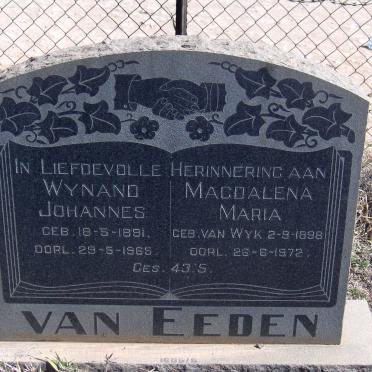 In Liefdevolle Herinnering aan
Wynand
Johannes
Geb. 18-5-1891.
Oorl. 29-5-1965.
Magdalena
Maria
Geb. van Wyk 2-9-1898
Oorl. 26-6-1972.
Ges. 43:5.
van Eeden